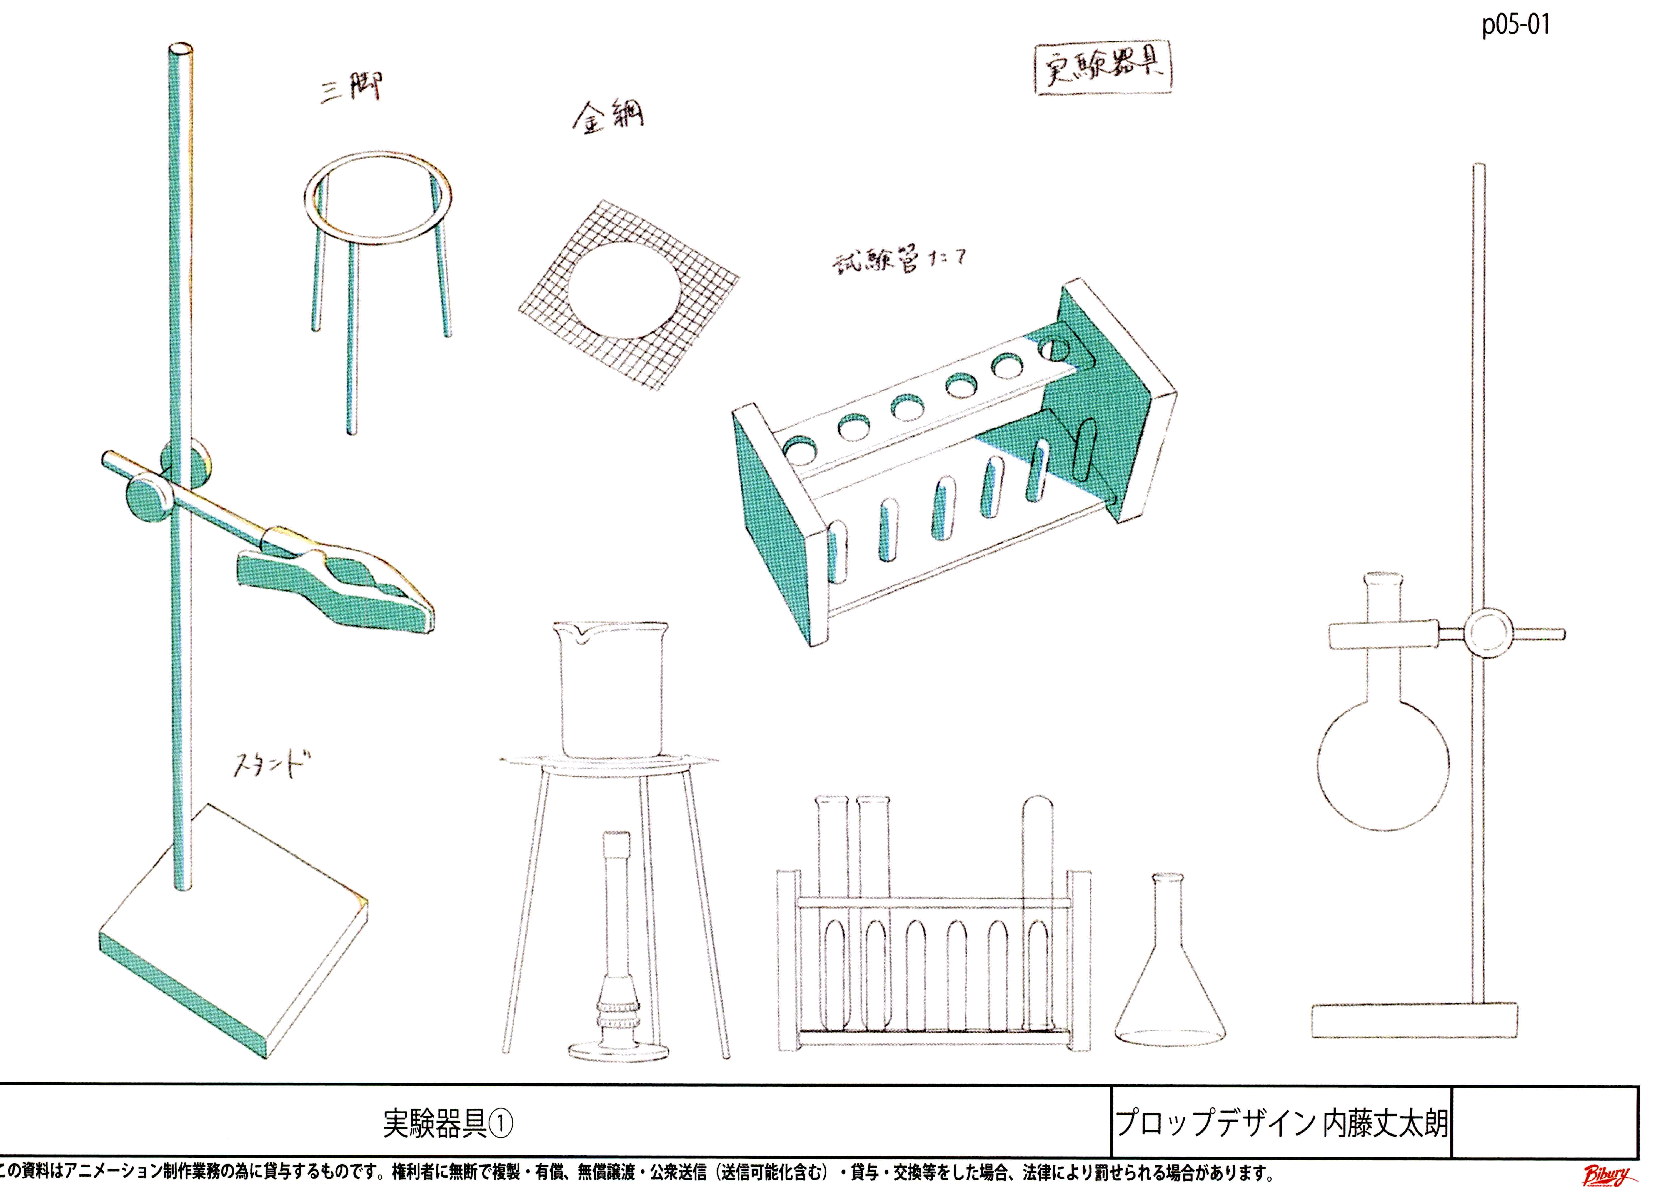 p05-01
実験器具
三脚
金網
試験管たて
スタンド
実験器具①
プロップデザイン 内藤丈太朗
この資料はアニメーション制作業務の為に貸与するものです。権利者に無断で複製・有償、無償譲渡・公衆送信（送信可能化含む）・貸与・交換等をした場合、法律により罰せられる場合があります。
Bibury